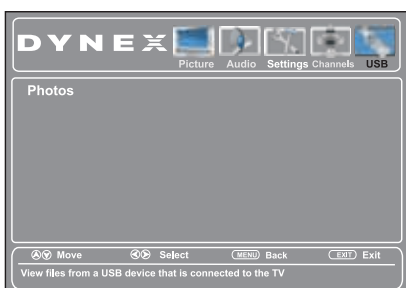 DYNEX
Picture Audio Settings Channels USB
Photos
Move Select MENU Back EXIT Exit
View files from a USB device that is connected to the TV